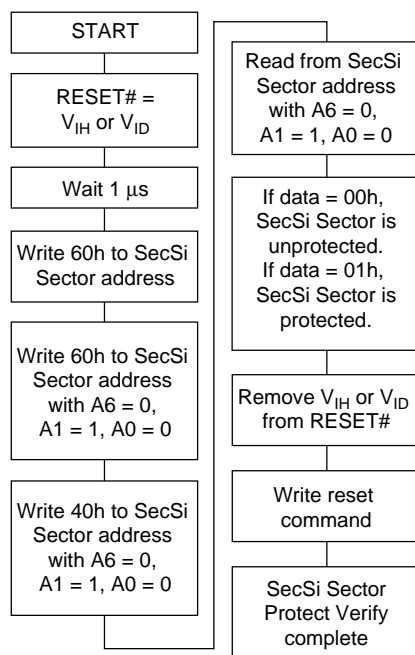 START
RESET# =
VIH or VID
Wait 1 μs
Write 60h to SecSi
Sector address
Write 60h to SecSi
Sector address
with A6 = 0,
A1 = 1, A0 = 0
Write 40h to SecSi
Sector address
with A6 = 0,
A1 = 1, A0 = 0
Read from SecSi
Sector address
with A6 = 0,
A1 = 1, A0 = 0
If data = 00h,
SecSi Sector is
unprotected.
If data = 01h,
SecSi Sector is
protected.
Remove VIH or VID
from RESET#
Write reset
command
SecSi Sector
Protect Verify
complete